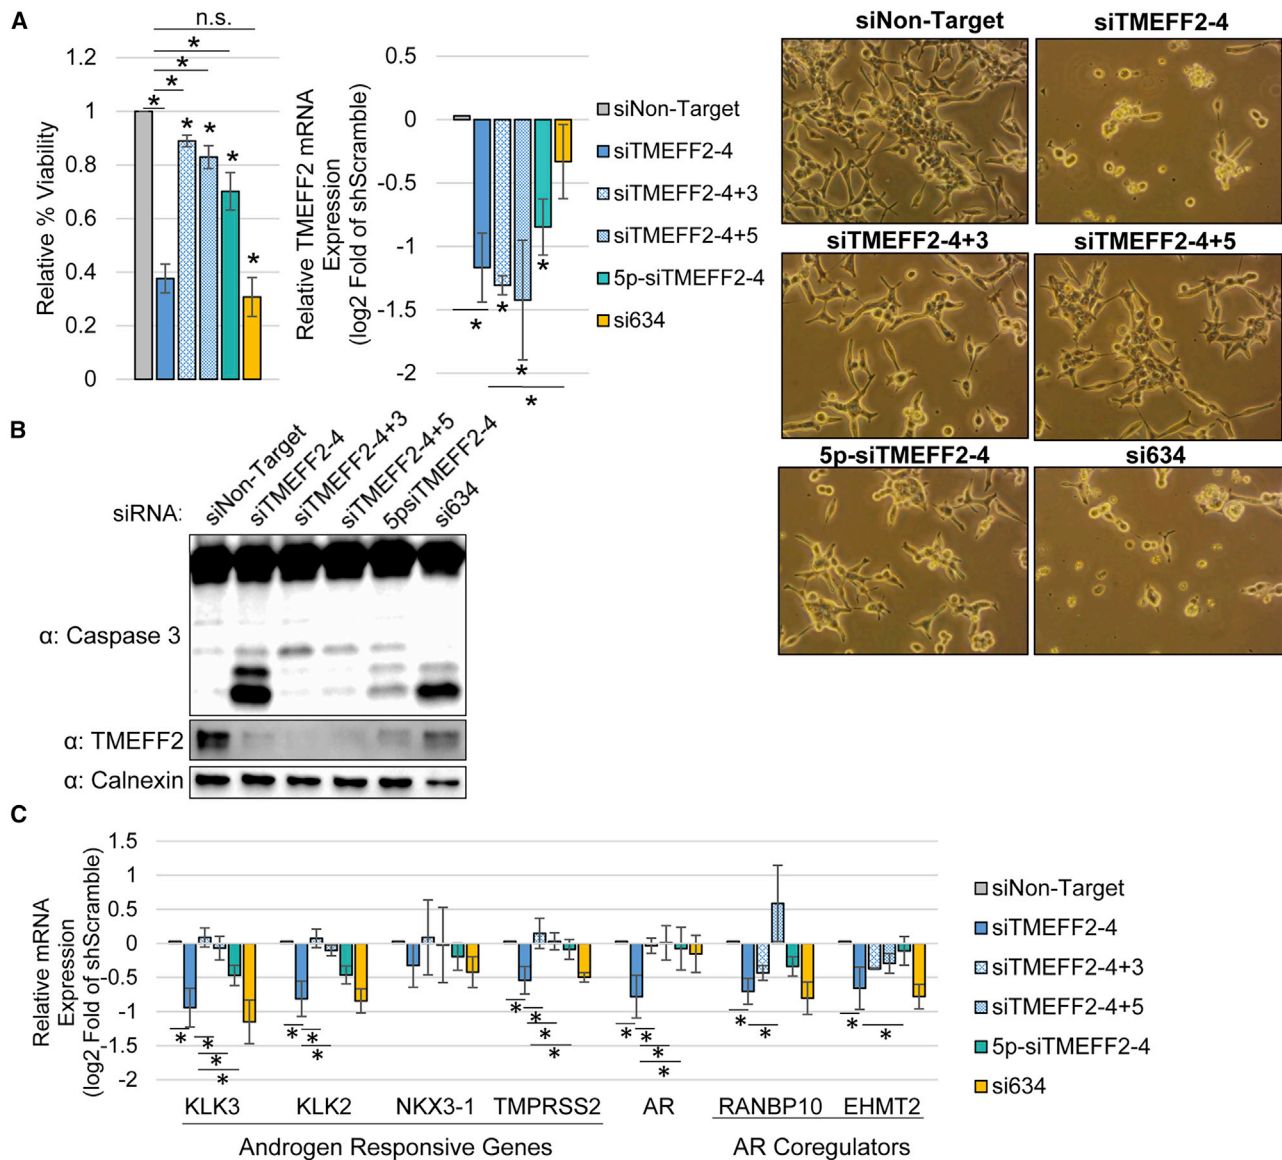 A
n.s.
*
*
*
*
*
*
*
*
*
1.2
1
0.8
0.6
0.4
0.2
0
Relative % Viability
Relative TMEFF2 mRNA
Expression
(log2 Fold of shScramble)
0.5
0
-0.5
-1
-1.5
-2
*
*
*
*
*
siNon-Target
siTMEFF2-4
siTMEFF2-4+3
siTMEFF2-4+5
5p-siTMEFF2-4
si634
siNon-Target
siTMEFF2-4
siTMEFF2-4+3
siTMEFF2-4+5
5p-siTMEFF2-4
si634
B
siRNA:
siNon-Target
siTMEFF2-4
siTMEFF2-4+3
siTMEFF2-4+5
5psiTMEFF2-4
si634
α: Caspase 3
α: TMEFF2
α: Calnexin
C
Relative mRNA
Expression
(log2 Fold of shScramble)
1.5
1
0.5
0
-0.5
-1
-1.5
-2
* * * *
* * *
* * * *
* * * *
* *
* *
KLK3 KLK2 NKX3-1 TMPRSS2 AR RANBP10 EHMT2
Androgen Responsive Genes AR Coregulators
siNon-Target
siTMEFF2-4
siTMEFF2-4+3
siTMEFF2-4+5
5p-siTMEFF2-4
si634